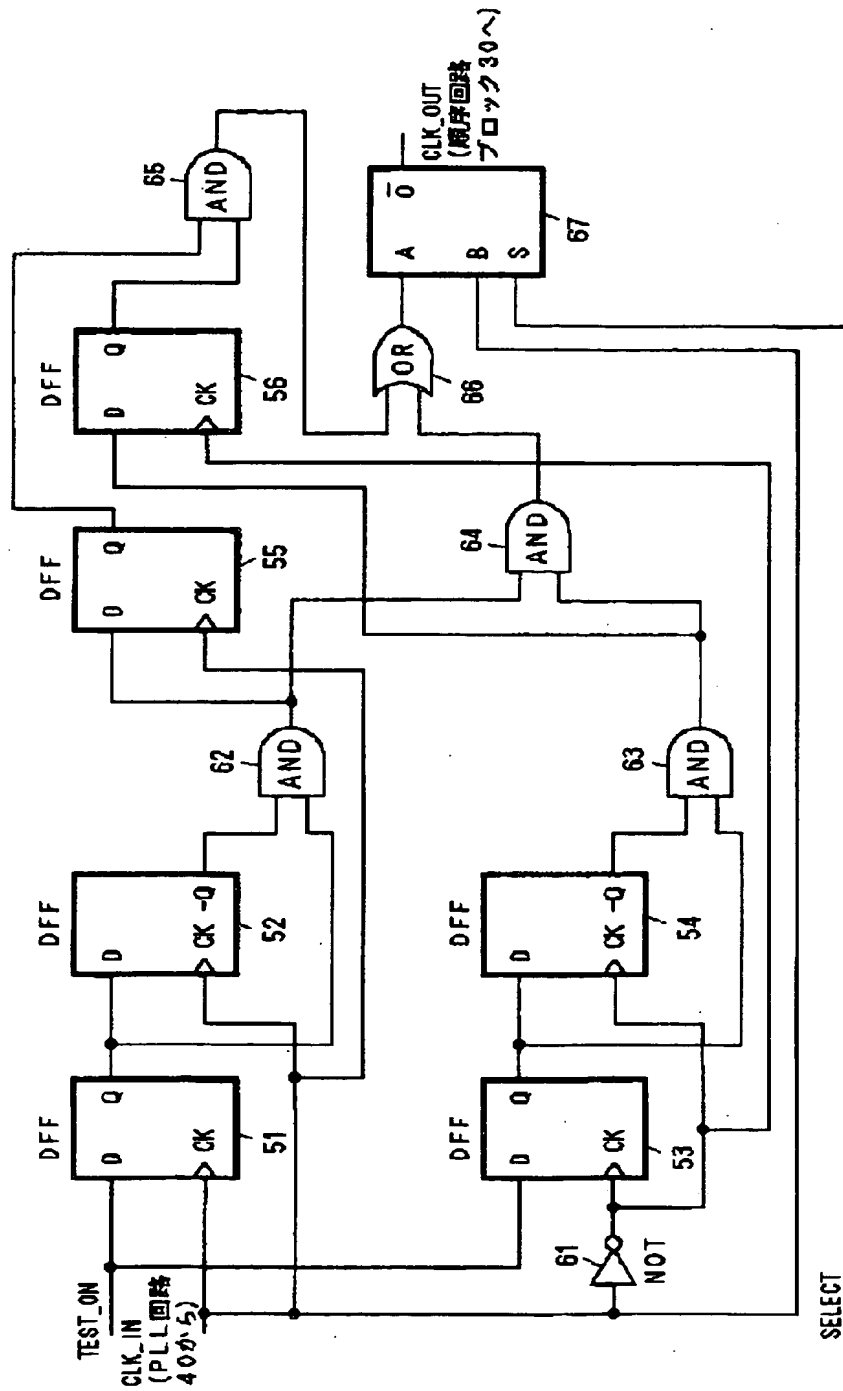 TEST_ON
CLK_IN
(PLL回路
40から)
DFF
D
Q
CK
51
DFF
D
CK
-Q
52
62
AND
DFF
D
Q
CK
55
DFF
D
Q
CK
56
65
AND
61
NOT
DFF
D
Q
CK
53
DFF
D
CK
-Q
54
63
AND
64
AND
OR
66
A
B
S
O
67
CLK_OUT
(順序回路
ブロック30へ)
SELECT